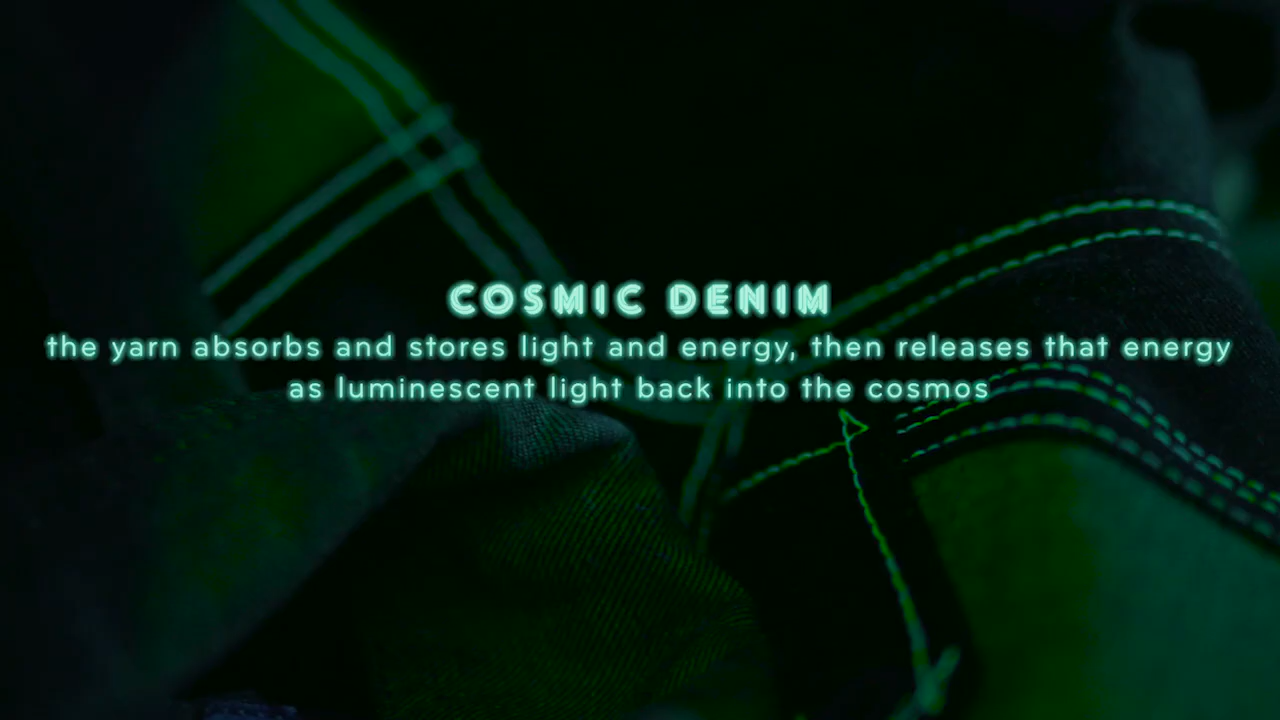 COSMIC DENIM
the yarn absorbs and stores light and energy, then releases that energy
as luminescent light back into the cosmos